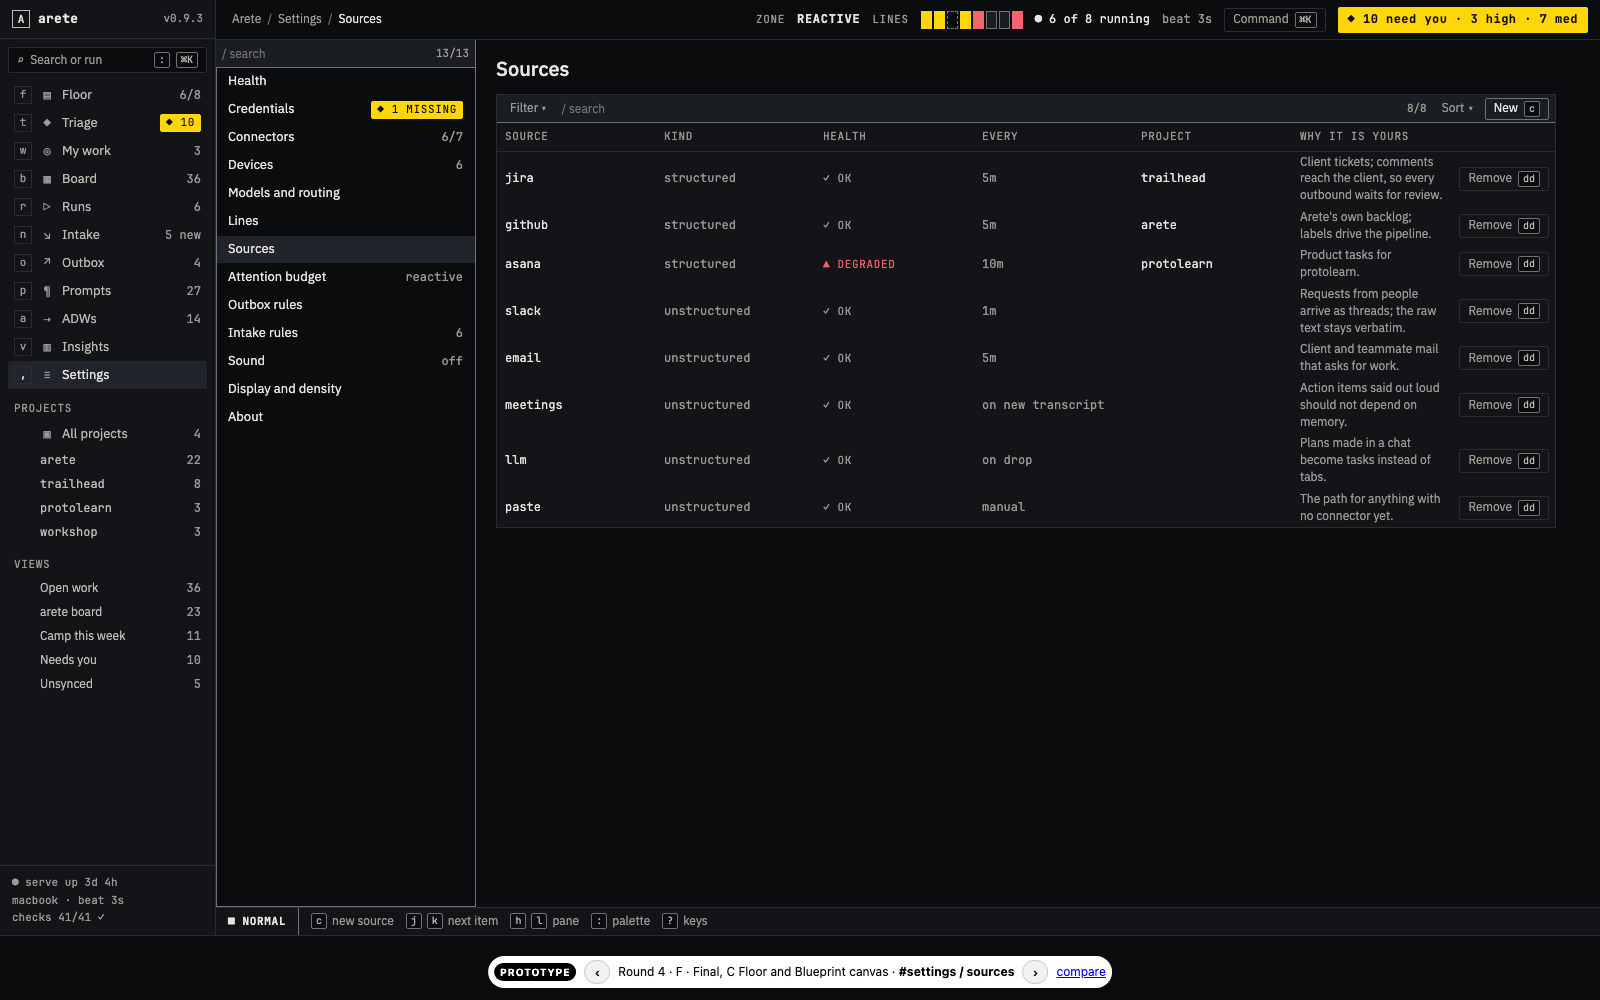 A arete v0.9.3
Search or run : ⌘K
f Floor 6/8
t Triage ◆ 10
w My work 3
b Board 36
r Runs 6
n Intake 5 new
o Outbox 4
p Prompts 27
a ADWs 14
v Insights
, Settings
PROJECTS
All projects 4
arete 22
trailhead 8
protolearn 3
workshop 3
VIEWS
Open work 36
arete board 23
Camp this week 11
Needs you 10
Unsynced 5
● serve up 3d 4h
macbook · beat 3s
checks 41/41 ✓
Arete / Settings / Sources
ZONE REACTIVE LINES ● 6 of 8 running beat 3s Command ⌘K ◆ 10 need you · 3 high · 7 med
/ search 13/13
Health
Credentials ◆ 1 MISSING
Connectors 6/7
Devices 6
Models and routing
Lines
Sources
Attention budget reactive
Outbox rules
Intake rules 6
Sound off
Display and density
About
Sources
Filter ▾ / search 8/8 Sort ▾ New c
SOURCE KIND HEALTH EVERY PROJECT WHY IT IS YOURS
jira structured ✓ OK 5m trailhead Client tickets; comments
reach the client, so every
outbound waits for review. Remove dd
github structured ✓ OK 5m arete Arete's own backlog;
labels drive the pipeline. Remove dd
asana structured ▲ DEGRADED 10m protolearn Product tasks for
protolearn. Remove dd
slack unstructured ✓ OK 1m Requests from people
arrive as threads; the raw
text stays verbatim. Remove dd
email unstructured ✓ OK 5m Client and teammate mail
that asks for work. Remove dd
meetings unstructured ✓ OK on new transcript Action items said out loud
should not depend on
memory. Remove dd
llm unstructured ✓ OK on drop Plans made in a chat
become tasks instead of
tabs. Remove dd
paste unstructured ✓ OK manual The path for anything with
no connector yet. Remove dd
■ NORMAL c new source j k next item h l pane : palette ? keys
PROTOTYPE ‹ Round 4 · F · Final, C Floor and Blueprint canvas · #settings / sources › compare